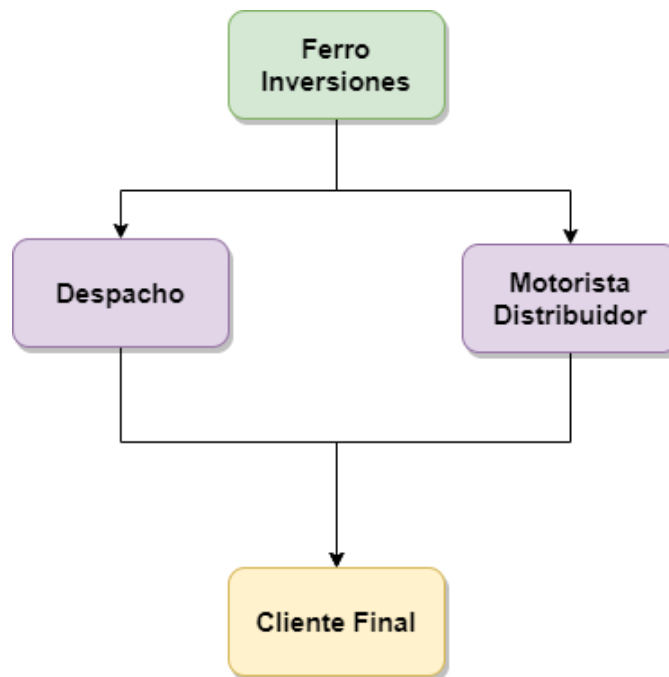 Ferro
Inversiones
Despacho
Motorista
Distribuidor
Cliente Final